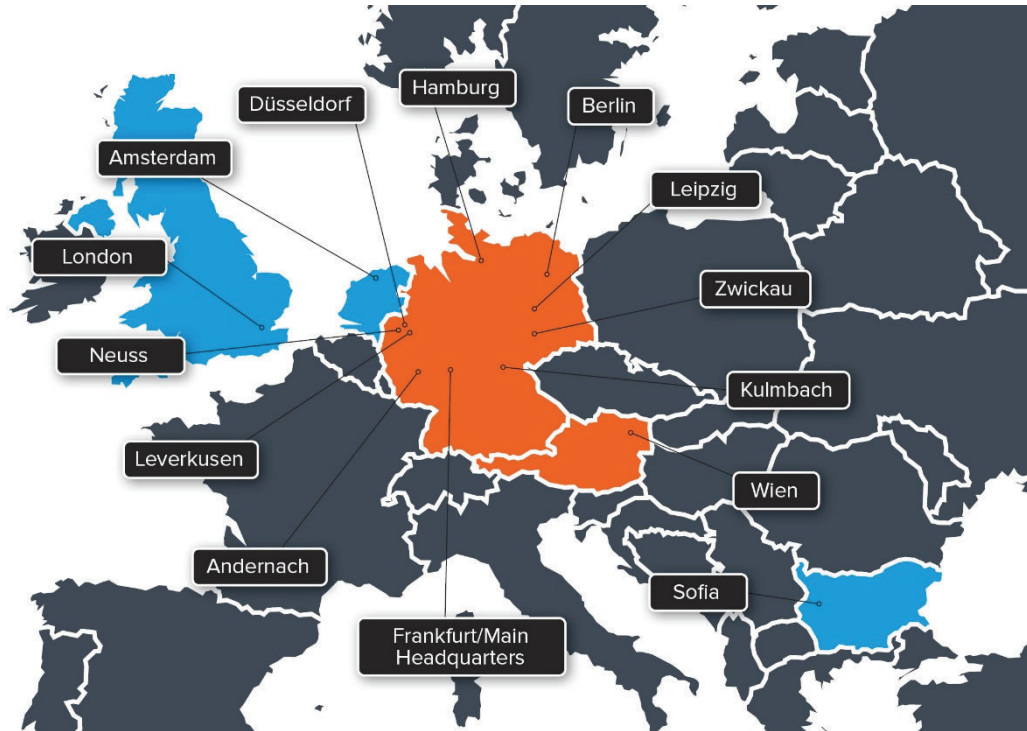 Hamburg
Düsseldorf
Berlin
Amsterdam
Leipzig
London
Zwickau
Neuss
Kulmbach
Leverkusen
Wien
Andernach
Sofia
Frankfurt/Main
Headquarters